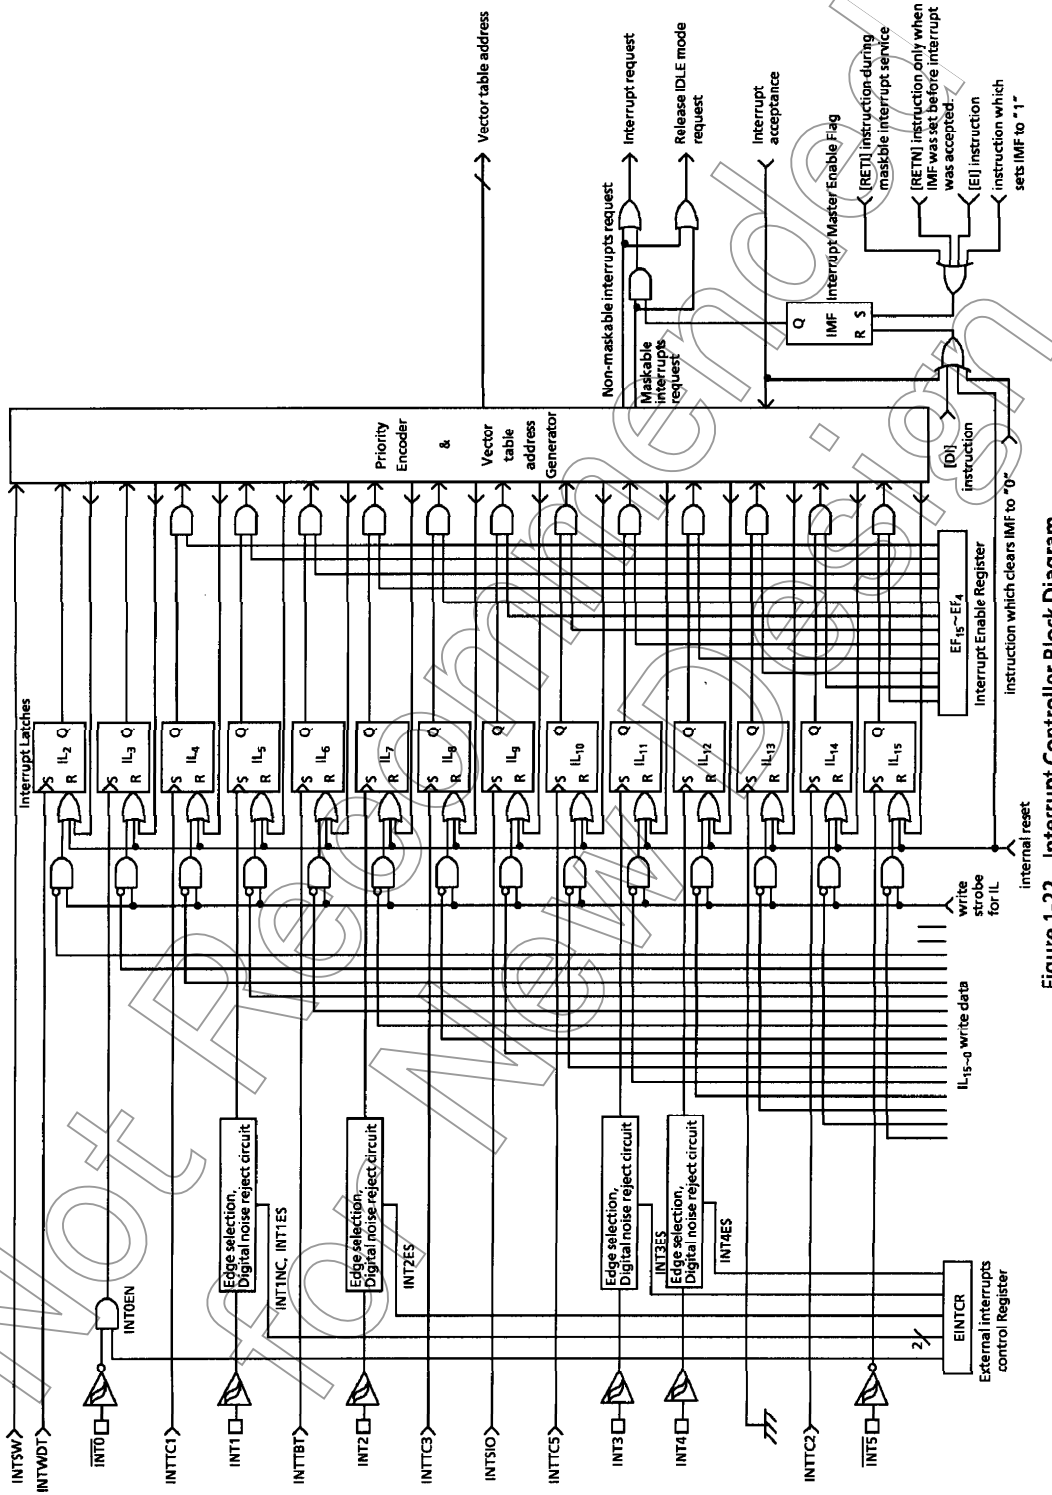 Not Recommended
for New Design
INTSW
INTWDT
INT0
INTTC1
INT1
INTTBT
INT2
INTTC3
INTSIO
INTTC5
INT3
INT4
INTTC2
INT5
INT0EN
Edge selection,
Digital noise reject circuit
INT1NC, INT1ES
Edge selection,
Digital noise reject circuit
INT2ES
Edge selection,
Digital noise reject circuit
INT3ES
Edge selection,
Digital noise reject circuit
INT4ES
2
EINTCR
External interrupts
control Register
IL15~0 write data
write
strobe
for IL
internal reset
Interrupt Latches
S IL2 Q
R
S IL3 Q
R
S IL4 Q
R
S IL5 Q
R
S IL6 Q
R
S IL7 Q
R
S IL8 Q
R
S IL9 Q
R
S IL10 Q
R
S IL11 Q
R
S IL12 Q
R
S IL13 Q
R
S IL14 Q
R
S IL15 Q
R
EF15~EF4
Interrupt Enable Register
instruction which clears IMF to "0"
[DI]
instruction
Priority
Encoder
&
Vector
table
address
Generator
Vector table address
Non-maskable interrupts request
Maskable
interrupts
request
Interrupt request
Release IDLE mode
request
Interrupt
acceptance
Q
IMF
R S
Interrupt Master Enable Flag
[RETI] instruction during
maskble interrupt service
[RETN] instruction only when
IMF was set before interrupt
was accepted.
[EI] instruction
instruction which
sets IMF to "1"
Figure 1-22 Interrupt Controller Block Diagram